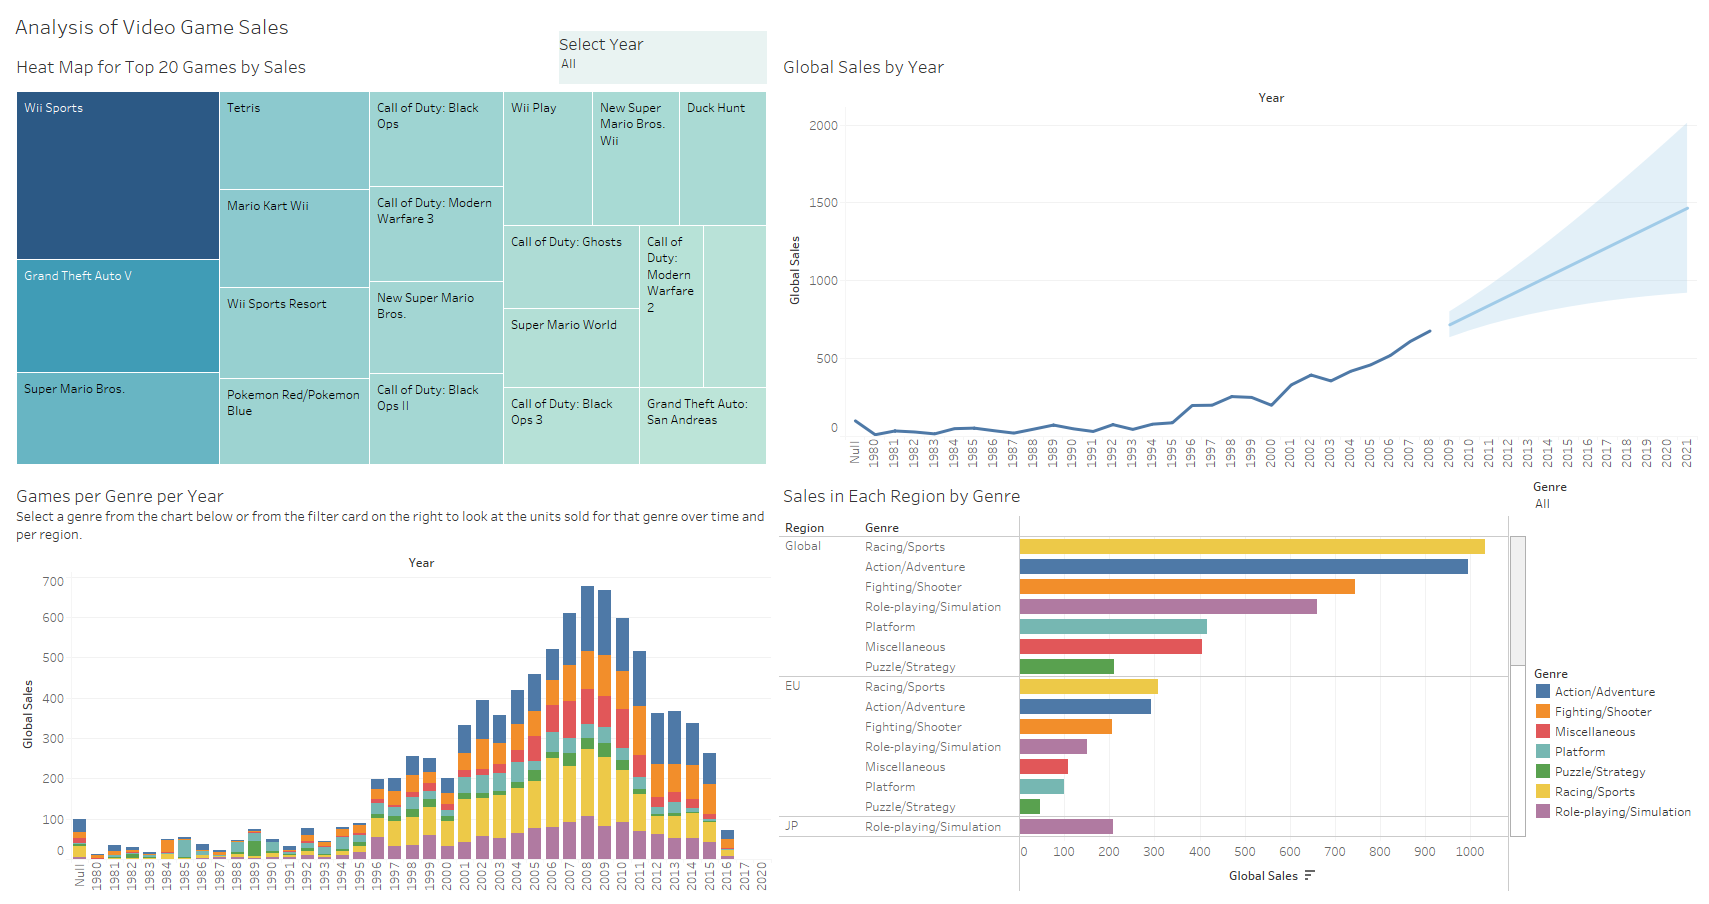 Analysis of Video Game Sales
Select Year
All
Heat Map for Top 20 Games by Sales
Wii Sports
Grand Theft Auto V
Super Mario Bros.
Tetris
Mario Kart Wii
Wii Sports Resort
Pokemon Red/Pokemon
Blue
Call of Duty: Black
Ops
Call of Duty: Modern
Warfare 3
New Super Mario
Bros.
Call of Duty: Black
Ops II
Wii Play
New Super
Mario Bros.
Wii
Duck Hunt
Call of Duty: Ghosts
Super Mario World
Call of Duty: Black
Ops 3
Call of
Duty:
Modern
Warfare
2
Grand Theft Auto:
San Andreas
Global Sales by Year
Year
Global Sales
2000
1500
1000
500
0
Null
1980
1981
1982
1983
1984
1985
1986
1987
1988
1989
1990
1991
1992
1993
1994
1995
1996
1997
1998
1999
2000
2001
2002
2003
2004
2005
2006
2007
2008
2009
2010
2011
2012
2013
2014
2015
2016
2017
2018
2019
2020
2021
Games per Genre per Year
Select a genre from the chart below or from the filter card on the right to look at the units sold for that genre over time and
per region.
Year
Global Sales
700
600
500
400
300
200
100
0
Null
1980
1981
1982
1983
1984
1985
1986
1987
1988
1989
1990
1991
1992
1993
1994
1995
1996
1997
1998
1999
2000
2001
2002
2003
2004
2005
2006
2007
2008
2009
2010
2011
2012
2013
2014
2015
2016
2017
2020
Sales in Each Region by Genre
Region Genre
Global Racing/Sports
Action/Adventure
Fighting/Shooter
Role-playing/Simulation
Platform
Miscellaneous
Puzzle/Strategy
EU Racing/Sports
Action/Adventure
Fighting/Shooter
Role-playing/Simulation
Miscellaneous
Platform
Puzzle/Strategy
JP Role-playing/Simulation
0 100 200 300 400 500 600 700 800 900 1000
Global Sales
Genre
All
Genre
Action/Adventure
Fighting/Shooter
Miscellaneous
Platform
Puzzle/Strategy
Racing/Sports
Role-playing/Simulation